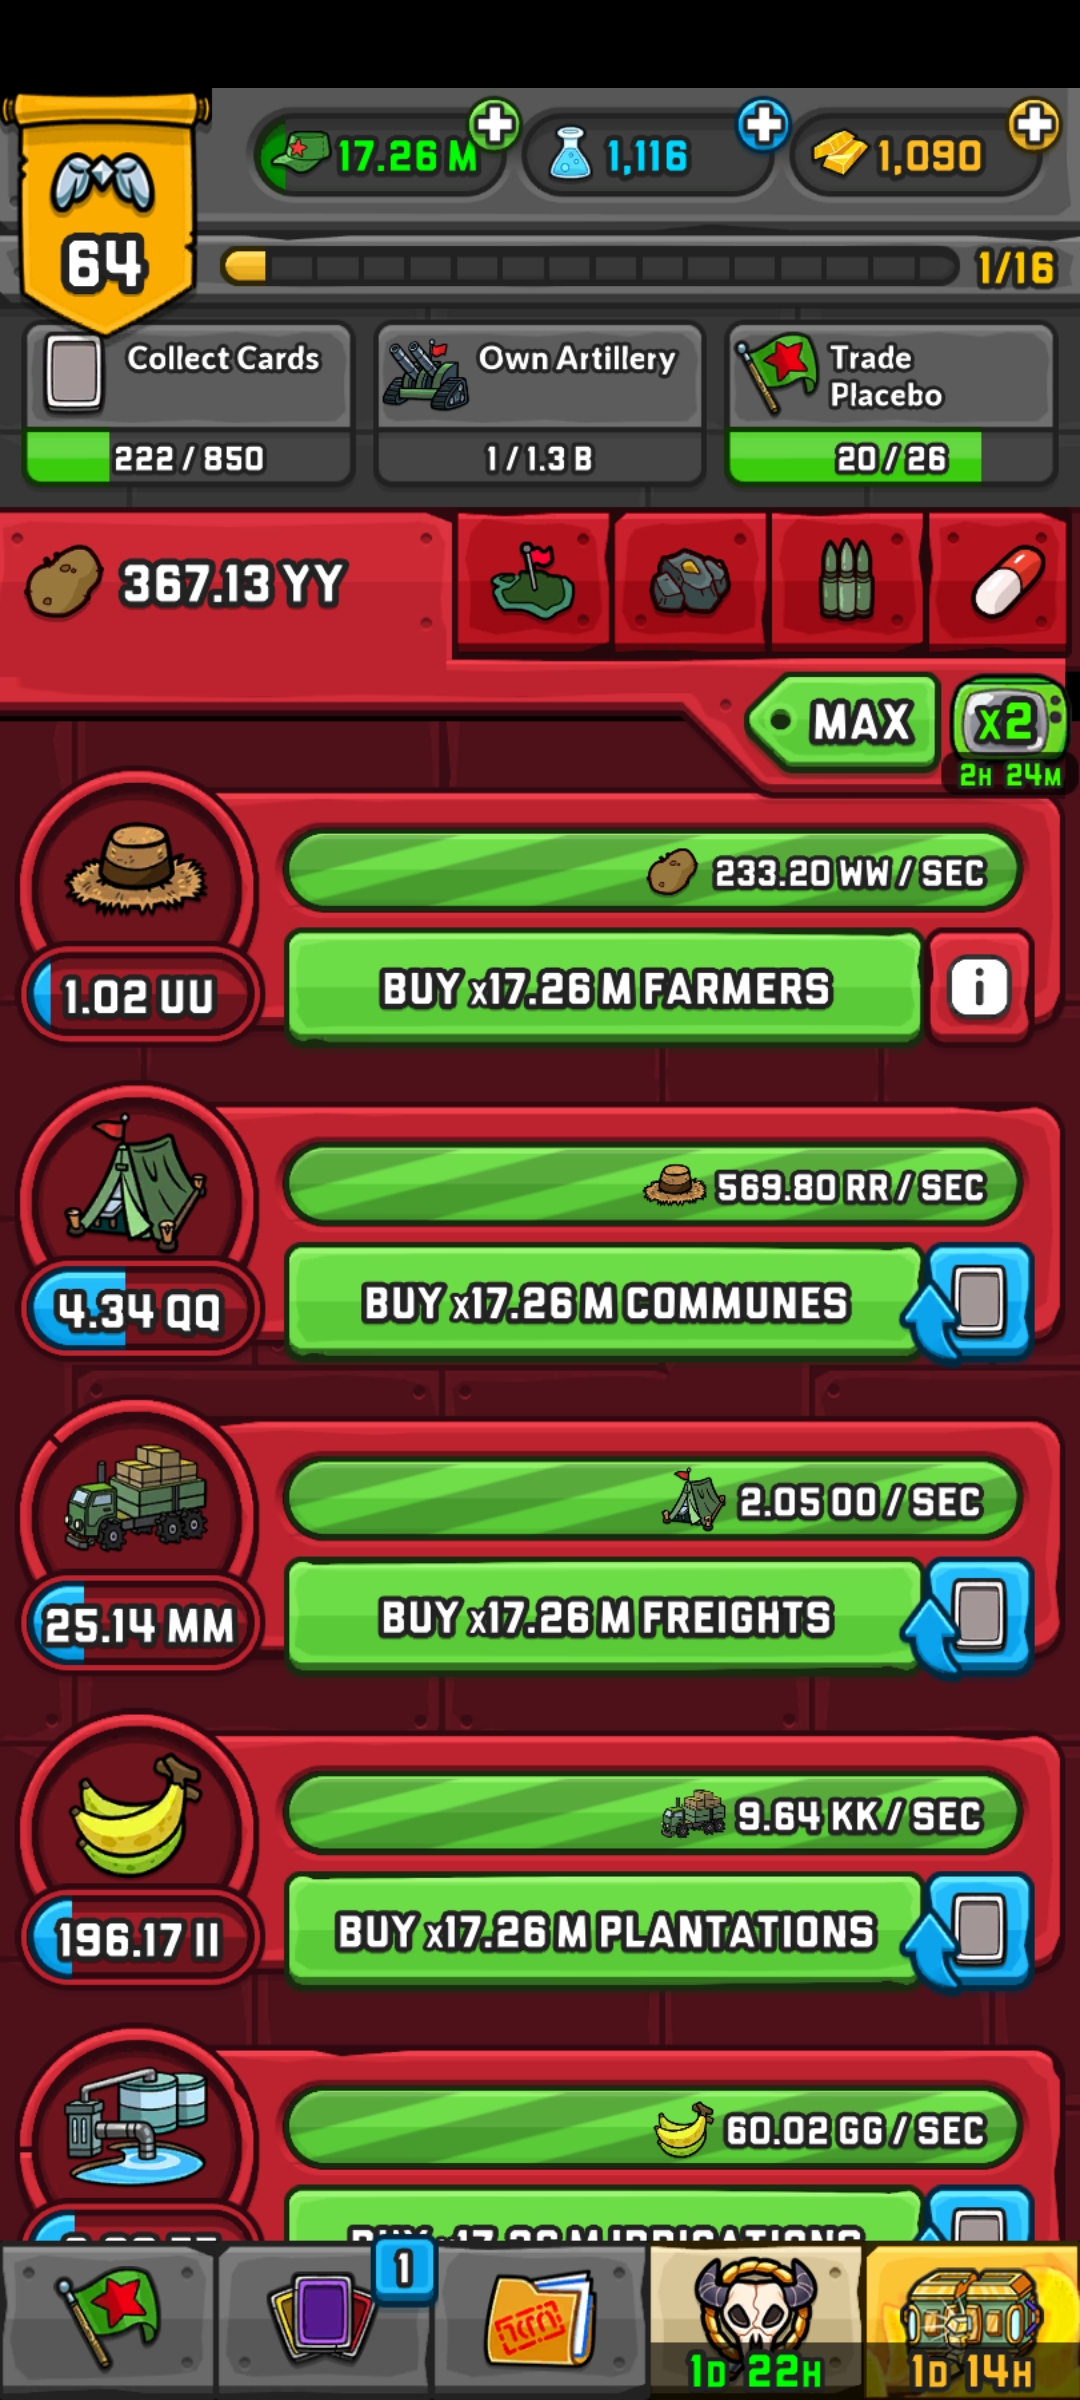 64
17.26 M
1,116
1,090
1/16
Collect Cards
222 / 850
Own Artillery
1 / 1.3 B
Trade
Placebo
20 / 26
367.13 YY
MAX
x2
2H 24M
233.20 WW / SEC
1.02 UU
BUY x17.26 M FARMERS
i
569.80 RR / SEC
4.34 QQ
BUY x17.26 M COMMUNES
2.05 OO / SEC
25.14 MM
BUY x17.26 M FREIGHTS
9.64 KK / SEC
196.17 II
BUY x17.26 M PLANTATIONS
60.02 GG / SEC
BUY x17.26 M IRRIGATIONS
1
1D 22H
1D 14H